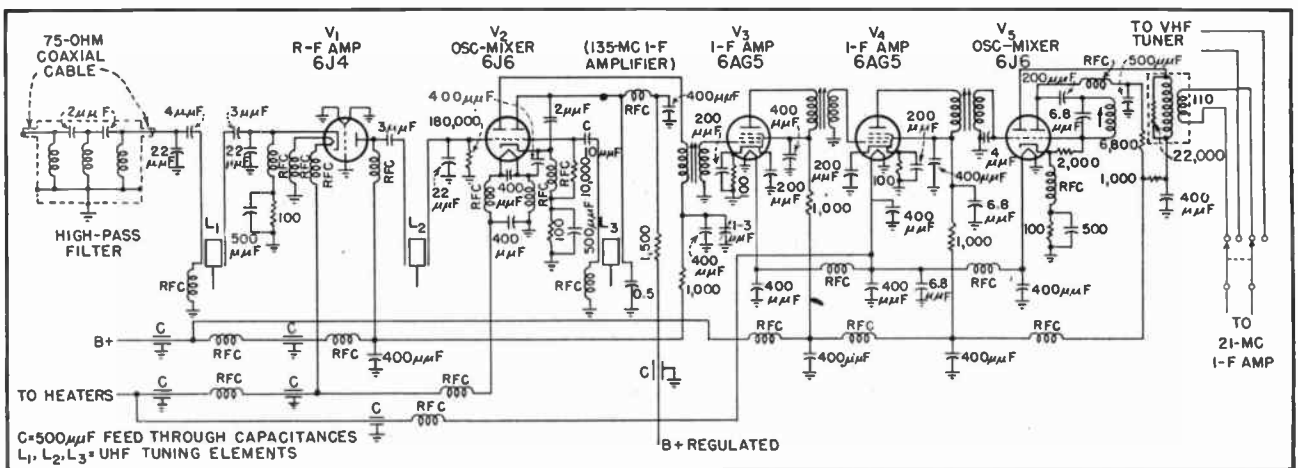 75-OHM
COAXIAL
CABLE
2μμF
4μμF
3μμF
22
μμF
22
μμF
HIGH-PASS
FILTER
L1
RFC
500
μμF
100
RFC
RFC
RFC
V1
R-F AMP
6J4
3μμF
RFC
L2
180,000
22
μμF
400
μμF
V2
OSC-MIXER
6J6
2μμF
C
10μμF
400
μμF
RFC
RFC
RFC
400
μμF
100
10,000
500μμF
RFC
L3
0.5
(135-MC I-F
AMPLIFIER)
RFC
400μμF
1,500
1,000
V3
I-F AMP
6AG5
200
μμF
400
μμF
100
200
μμF
1-3
μμF
400
μμF
1,000
V4
I-F AMP
6AG5
200
μμF
200
μμF
100
400μμF
400
μμF
6.8
μμF
1,000
V5
OSC-MIXER
6J6
RFC
500μμF
200μμF
6.8
μμF
4
μμF
2,000
6,800
RFC
100
500
22,000
1,000
400
μμF
110
TO VHF
TUNER
TO
21-MC
I-F AMP
400
μμF
RFC
400
μμF
6.8
μμF
RFC
400μμF
B+
C
RFC
C
RFC
400μμF
RFC
400μμF
RFC
400μμF
RFC
TO HEATERS
C
RFC
C
RFC
C
RFC
C
B+REGULATED
C=500μμF FEED THROUGH CAPACITANCES
L1, L2, L3= UHF TUNING ELEMENTS